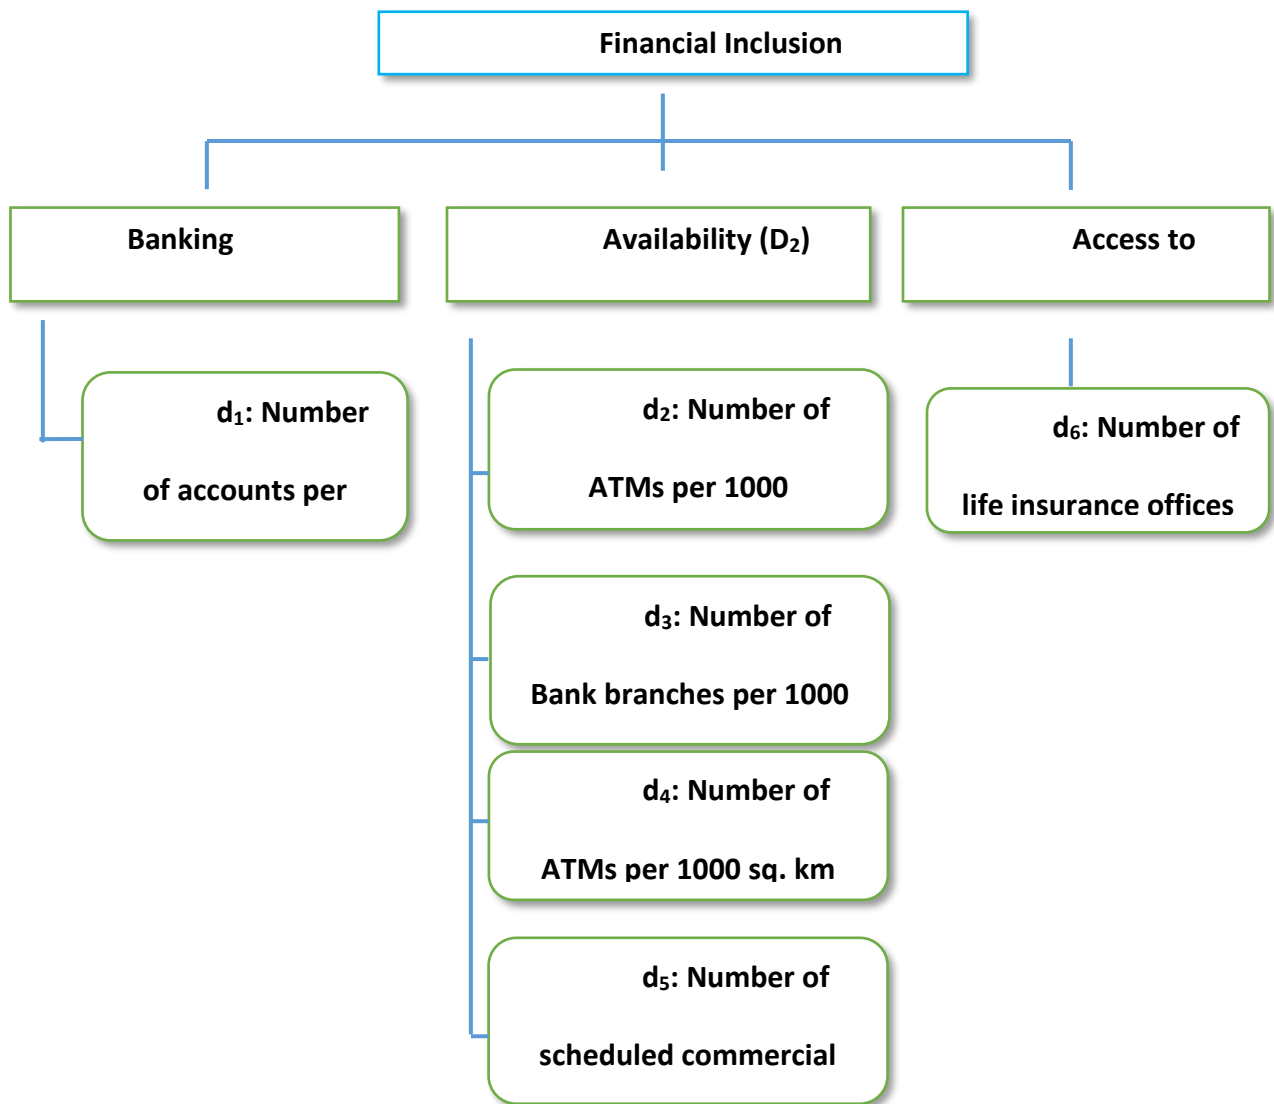 Financial Inclusion
Banking
Availability (D₂)
Access to
d₁: Number
of accounts per
d₂: Number of
ATMs per 1000
d₃: Number of
Bank branches per 1000
d₄: Number of
ATMs per 1000 sq. km
d₅: Number of
scheduled commercial
d₆: Number of
life insurance offices